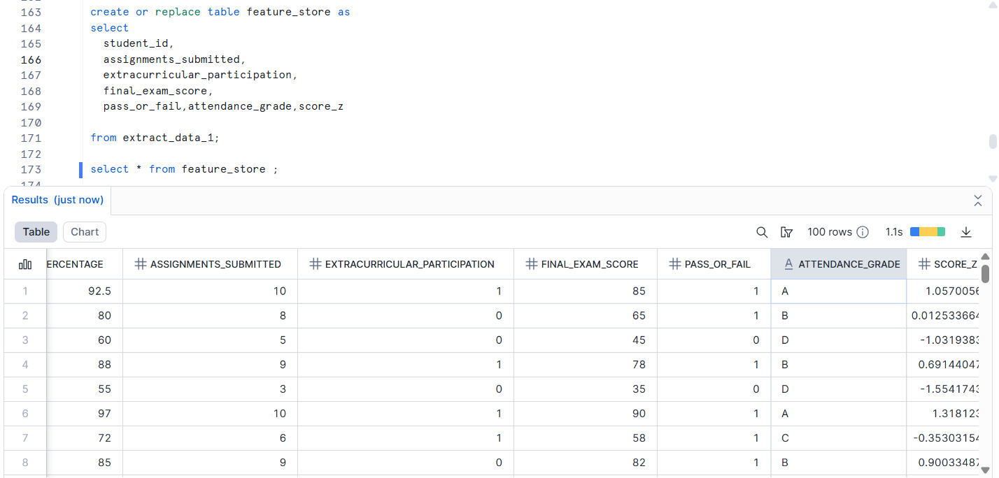 163 create or replace table feature_store as
164 select
165 student_id,
166 assignments_submitted,
167 extracurricular_participation,
168 final_exam_score,
169 pass_or_fail,attendance_grade,score_z
170
171 from extract_data_1;
172
173 select * from feature_store ;
174
Results (just now)
Table Chart 100 rows 1.1s
ERCENTAGE ASSIGNMENTS_SUBMITTED EXTRACURRICULAR_PARTICIPATION FINAL_EXAM_SCORE PASS_OR_FAIL A ATTENDANCE_GRADE SCORE_Z
1 92.5 10 1 85 1 A 1.0570056
2 80 8 0 65 1 B 0.012533664
3 60 5 0 45 0 D -1.0319383
4 88 9 1 78 1 B 0.69144047
5 55 3 0 35 0 D -1.5541743
6 97 10 1 90 1 A 1.318123
7 72 6 1 58 1 C -0.35303154
8 85 9 0 82 1 B 0.90033487